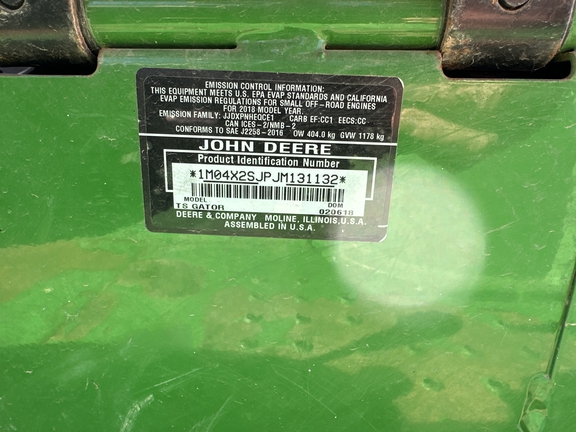 EMISSION CONTROL INFORMATION:
THIS EQUIPMENT MEETS U.S. EPA EVAP STANDARDS AND CALIFORNIA
EVAP EMISSION REGULATIONS FOR SMALL OFF-ROAD ENGINES
FOR 2018 MODEL YEAR.
EMISSION FAMILY: JJDXPNHEQCE1 CARB EF:CC1 EECS:CC
CAN ICES-2/NMB-2
CONFORMS TO SAE J2258-2016 OW 404.0 kg GVW 1178 kg
JOHN DEERE
Product Identification Number
*1M04X2SJPJM131132*
MODEL DOM
TS GATOR 020618
DEERE & COMPANY MOLINE, ILLINOIS, U.S.A.
ASSEMBLED IN U.S.A.